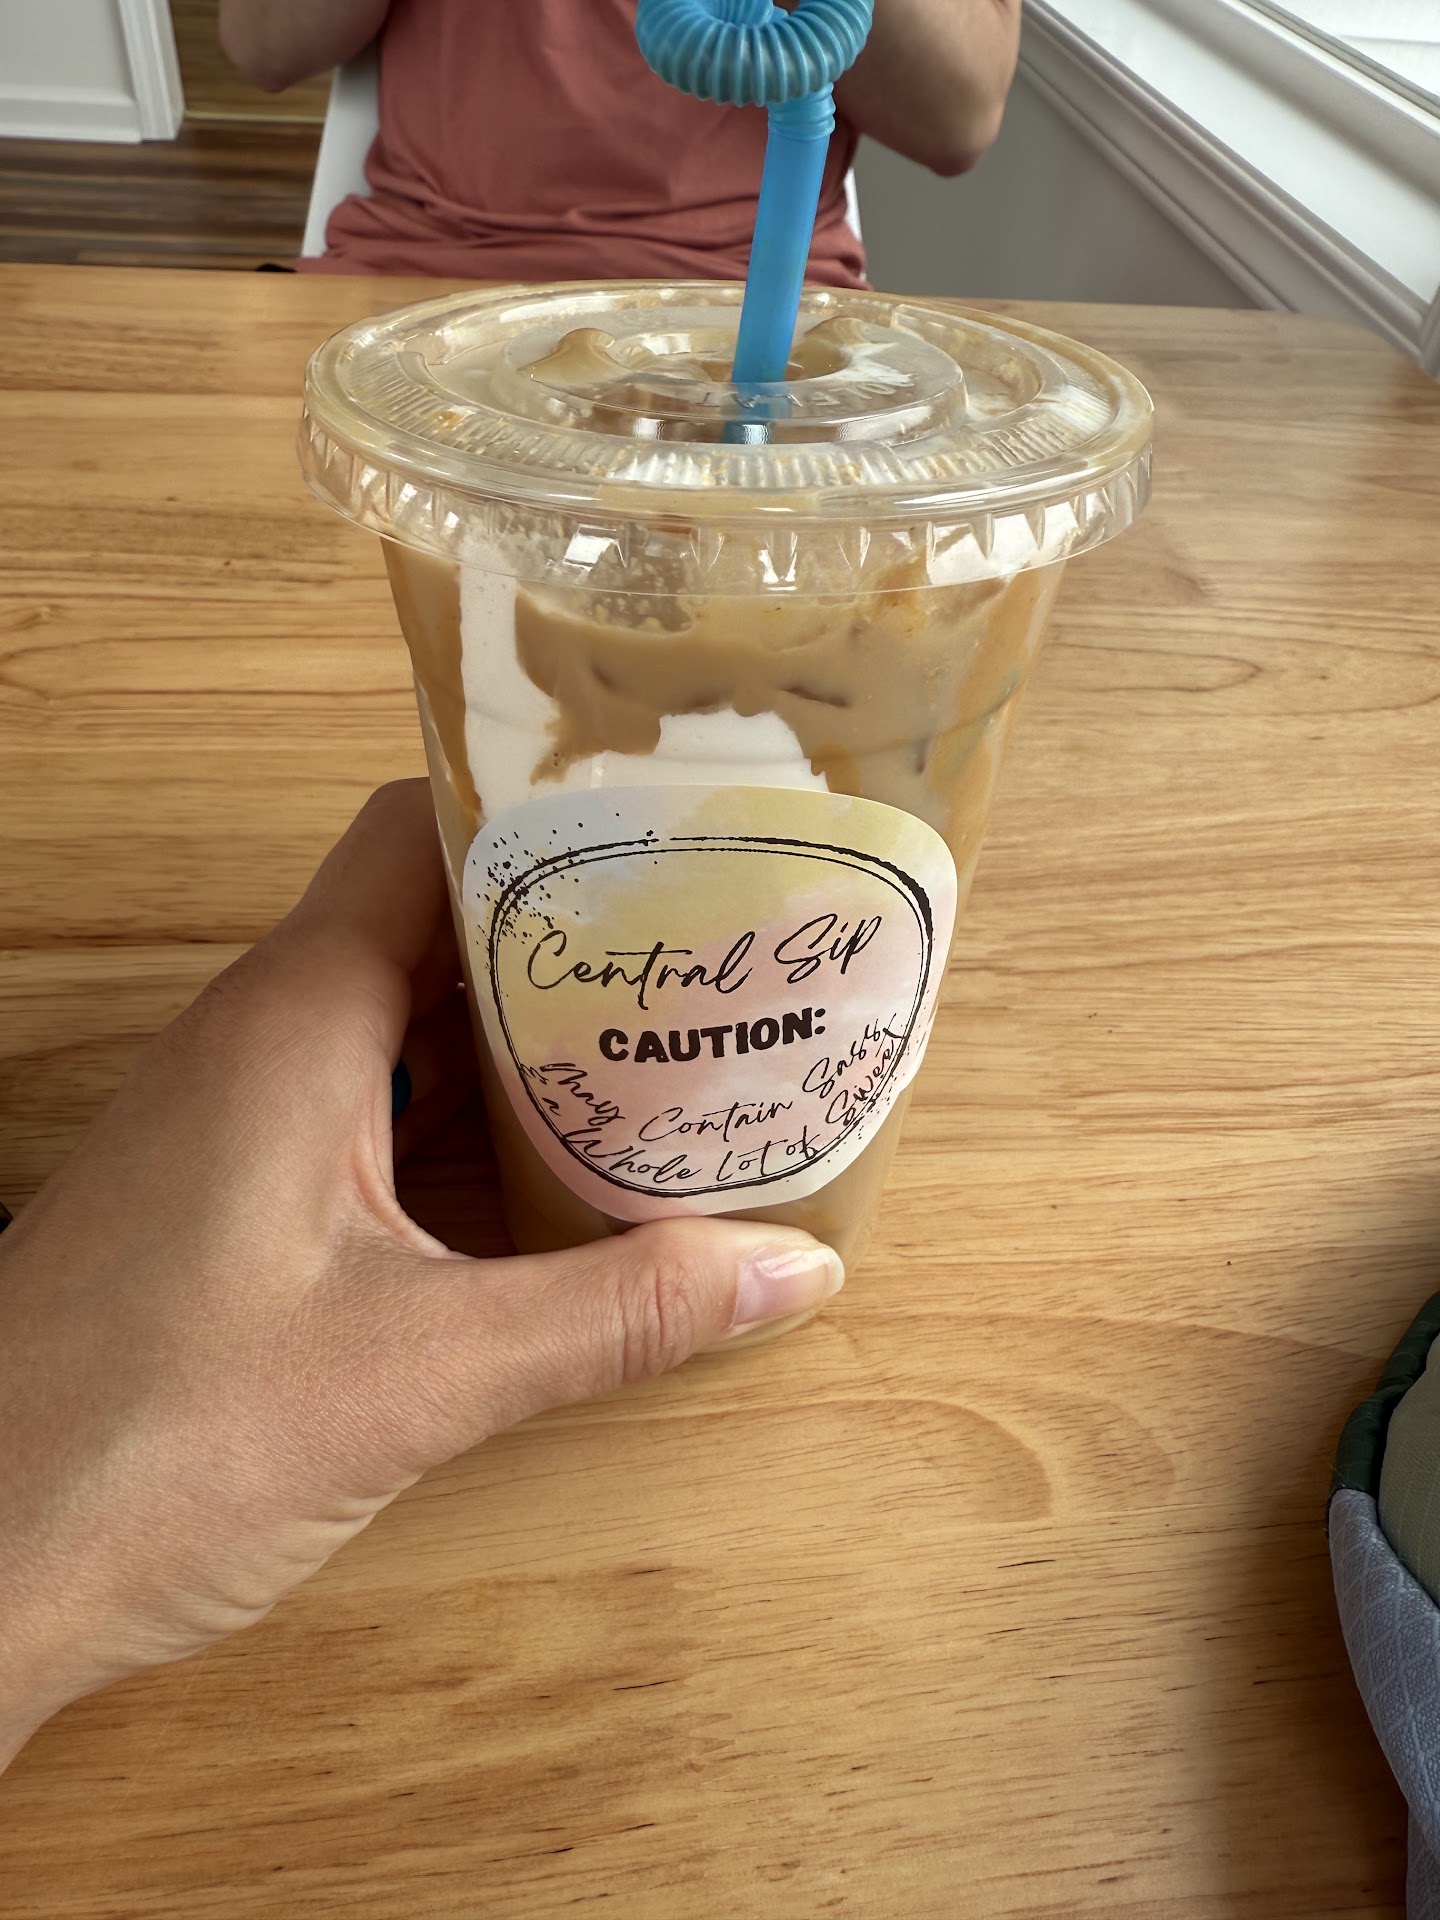 Central Sip
CAUTION:
May Contain Sass
& a Whole Lot of Sweet